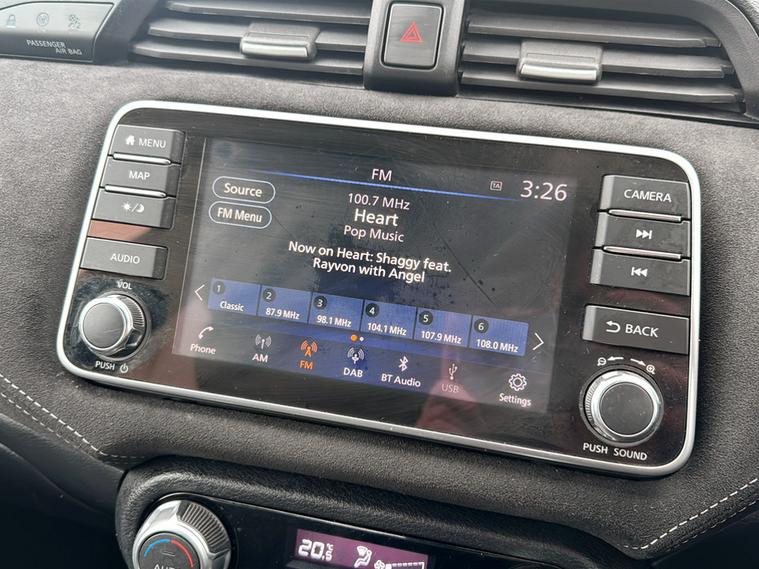 PASSENGER
AIR BAG
MENU
MAP
AUDIO
VOL
PUSH
FM
TA
3:26
Source
FM Menu
100.7 MHz
Heart
Pop Music
Now on Heart: Shaggy feat.
Rayvon with Angel
1 Classic
2 87.9 MHz
3 98.1 MHz
4 104.1 MHz
5 107.9 MHz
6 108.0 MHz
Phone
AM
FM
DAB
BT Audio
USB
Settings
CAMERA
BACK
PUSH SOUND
20.5°C
AUTO